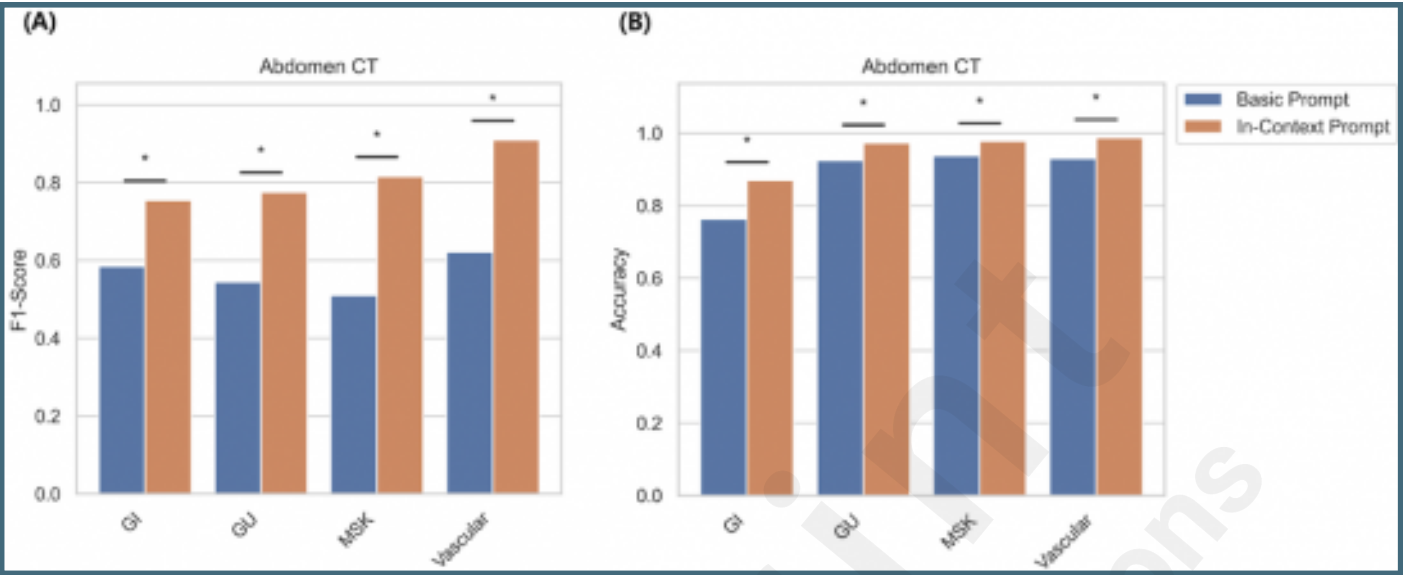 (A)
Abdomen CT
F1-Score
1.0
0.8
0.6
0.4
0.2
0.0
*
*
*
*
GI
GU
MSK
Vascular
(B)
Abdomen CT
Accuracy
1.0
0.8
0.6
0.4
0.2
0.0
*
*
*
*
GI
GU
MSK
Vascular
Basic Prompt
In-Context Prompt
int
ons